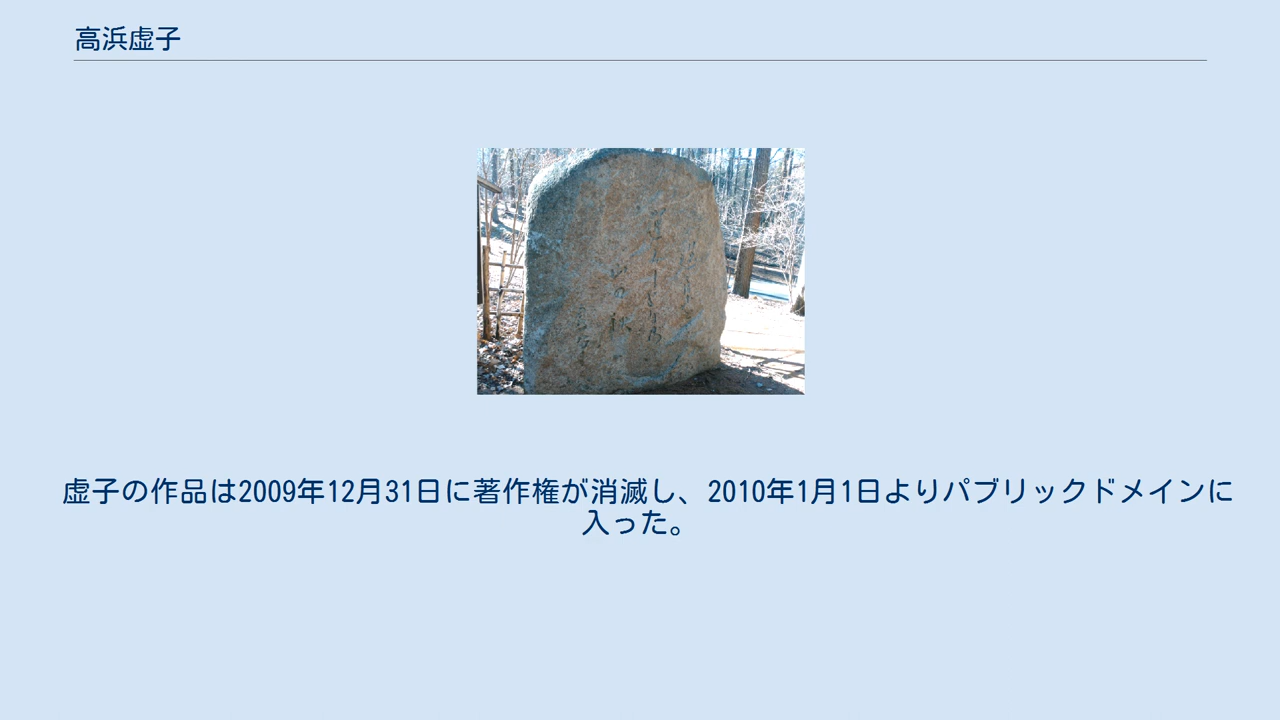 高浜虚子
虚子の作品は2009年12月31日に著作権が消滅し、2010年1月1日よりパブリックドメインに
入った。